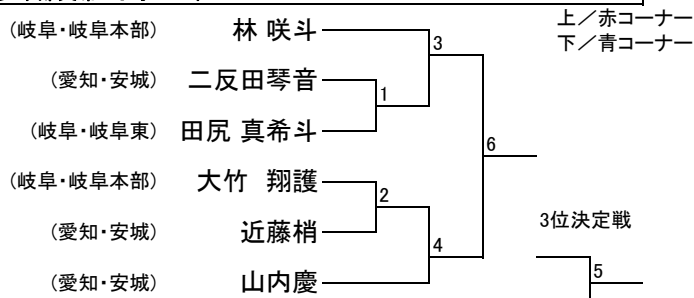 上／赤コーナー
下／青コーナー
(岐阜・岐阜本部) 林 咲斗
3
(愛知・安城) 二反田琴音
1
(岐阜・岐阜東) 田尻 真希斗
6
(岐阜・岐阜本部) 大竹　翔護
2
(愛知・安城) 近藤梢
3位決定戦
4
(愛知・安城) 山内慶
5